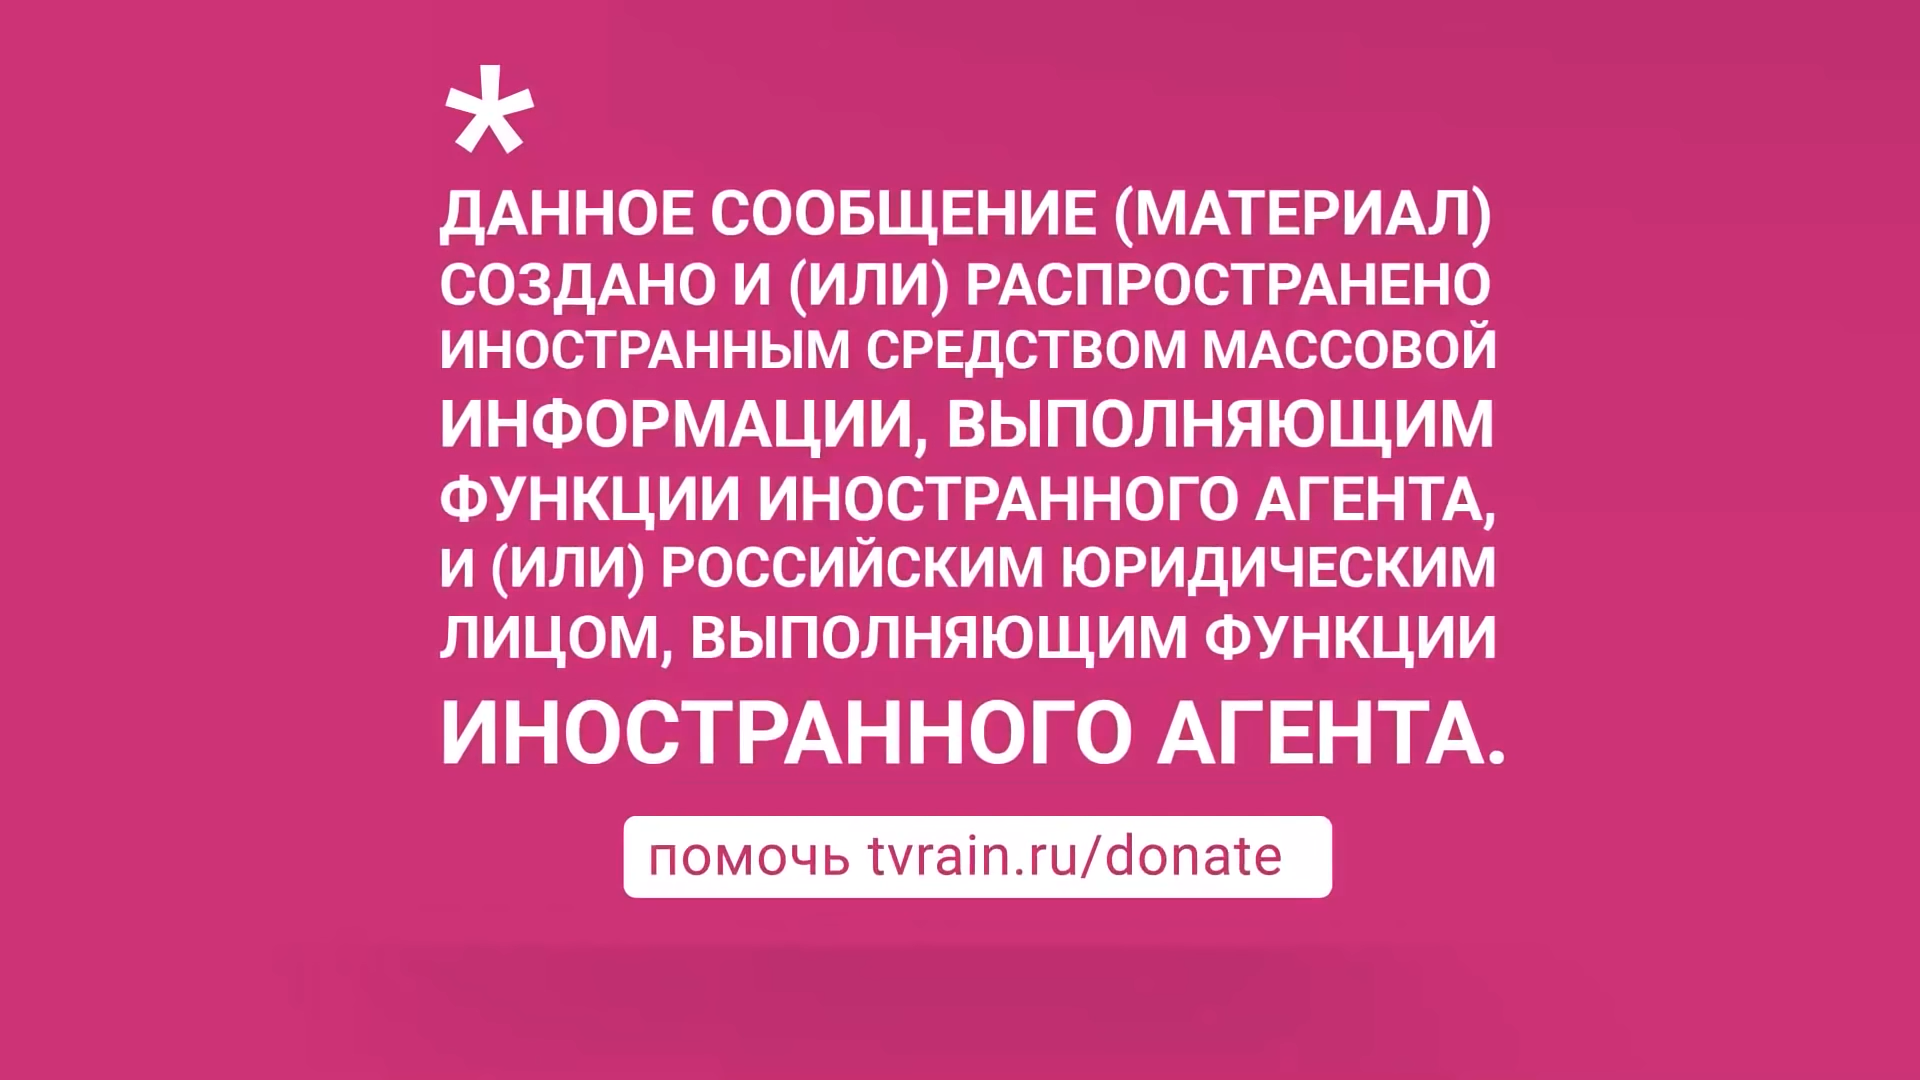 *
ДАННОЕ СООБЩЕНИЕ (МАТЕРИАЛ)
СОЗДАНО И (ИЛИ) РАСПРОСТРАНЕНО
ИНОСТРАННЫМ СРЕДСТВОМ МАССОВОЙ
ИНФОРМАЦИИ, ВЫПОЛНЯЮЩИМ
ФУНКЦИИ ИНОСТРАННОГО АГЕНТА,
И (ИЛИ) РОССИЙСКИМ ЮРИДИЧЕСКИМ
ЛИЦОМ, ВЫПОЛНЯЮЩИМ ФУНКЦИИ
ИНОСТРАННОГО АГЕНТА.
помочь tvrain.ru/donate